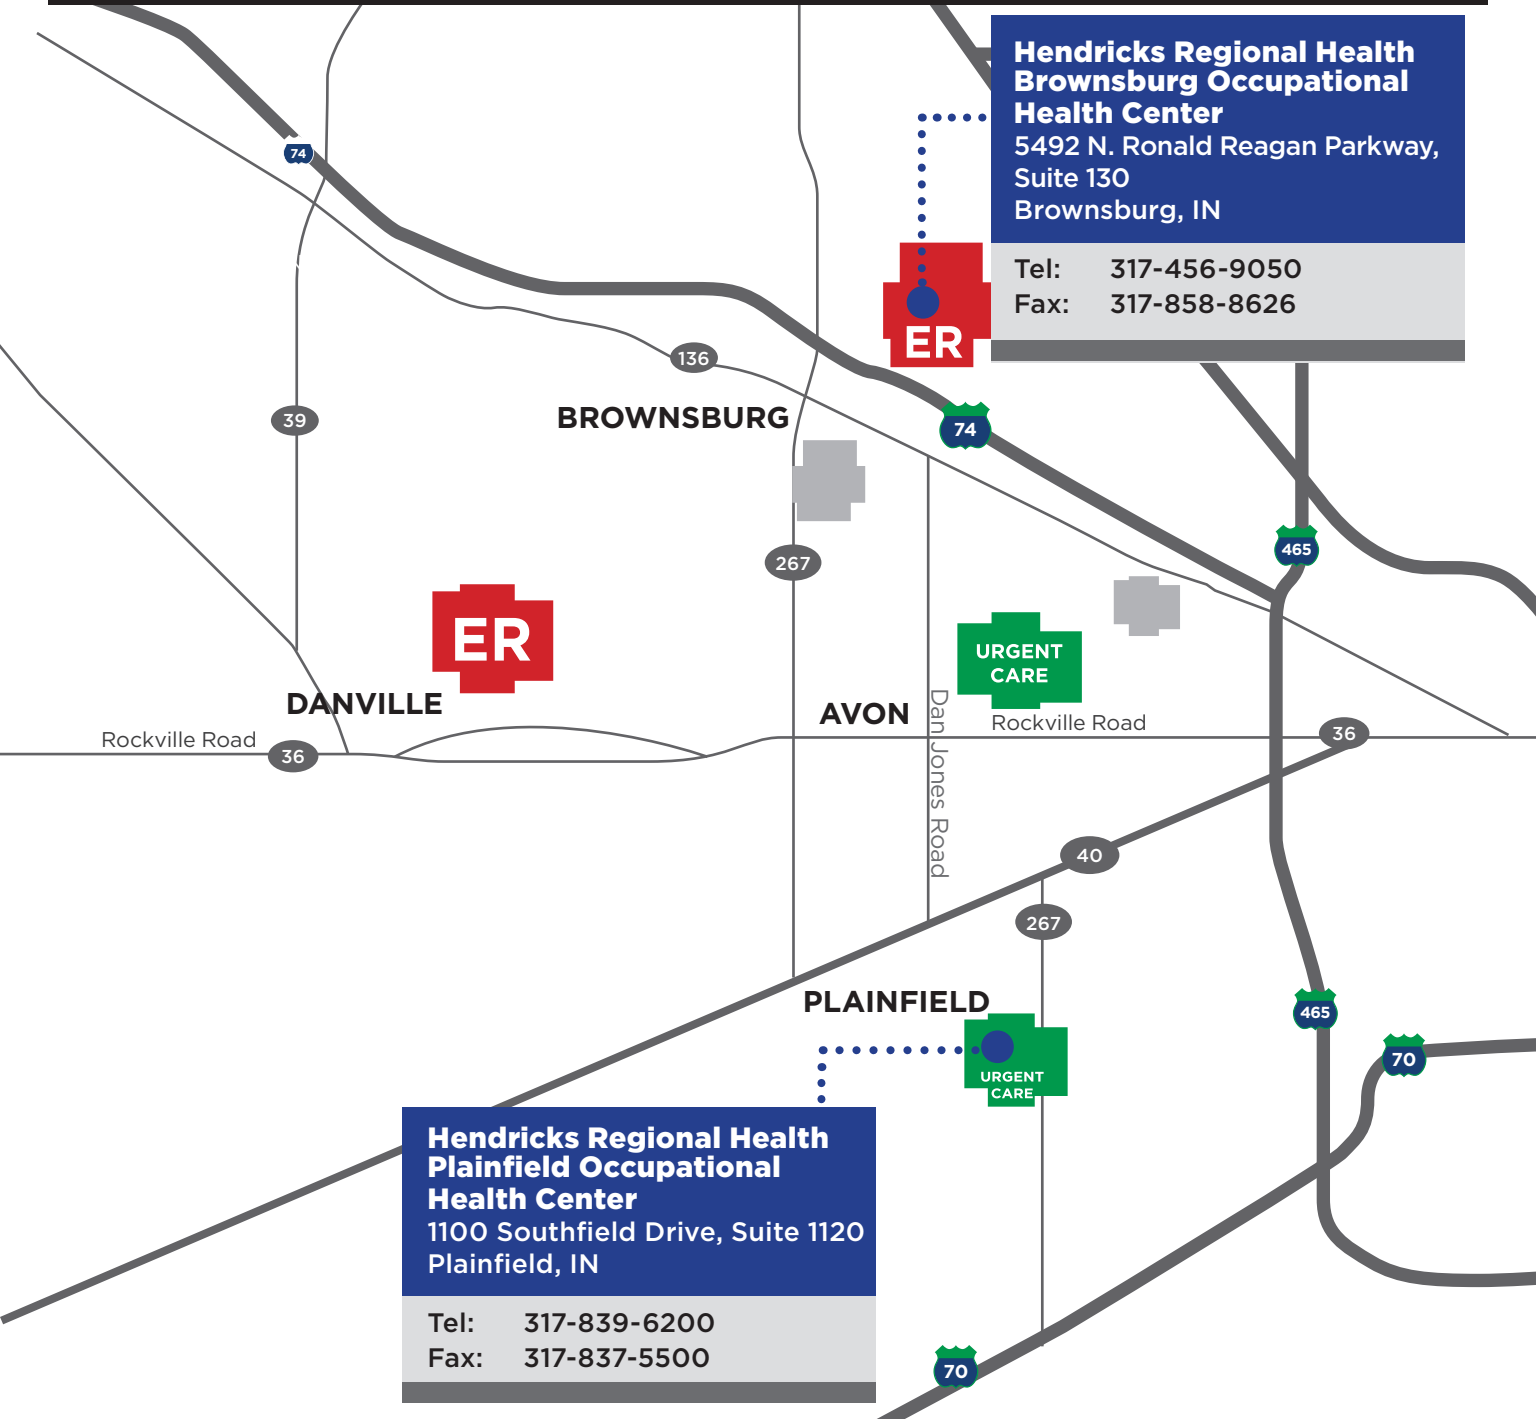 Hendricks Regional Health
Brownsburg Occupational
Health Center
5492 N. Ronald Reagan Parkway,
Suite 130
Brownsburg, IN
Tel: 317-456-9050
Fax: 317-858-8626
74
ER
136
39
BROWNSBURG
74
465
267
ER
URGENT
CARE
DANVILLE
AVON
Dan Jones Road
Rockville Road
Rockville Road
36
36
40
267
PLAINFIELD
465
70
URGENT
CARE
Hendricks Regional Health
Plainfield Occupational
Health Center
1100 Southfield Drive, Suite 1120
Plainfield, IN
Tel: 317-839-6200
Fax: 317-837-5500
70